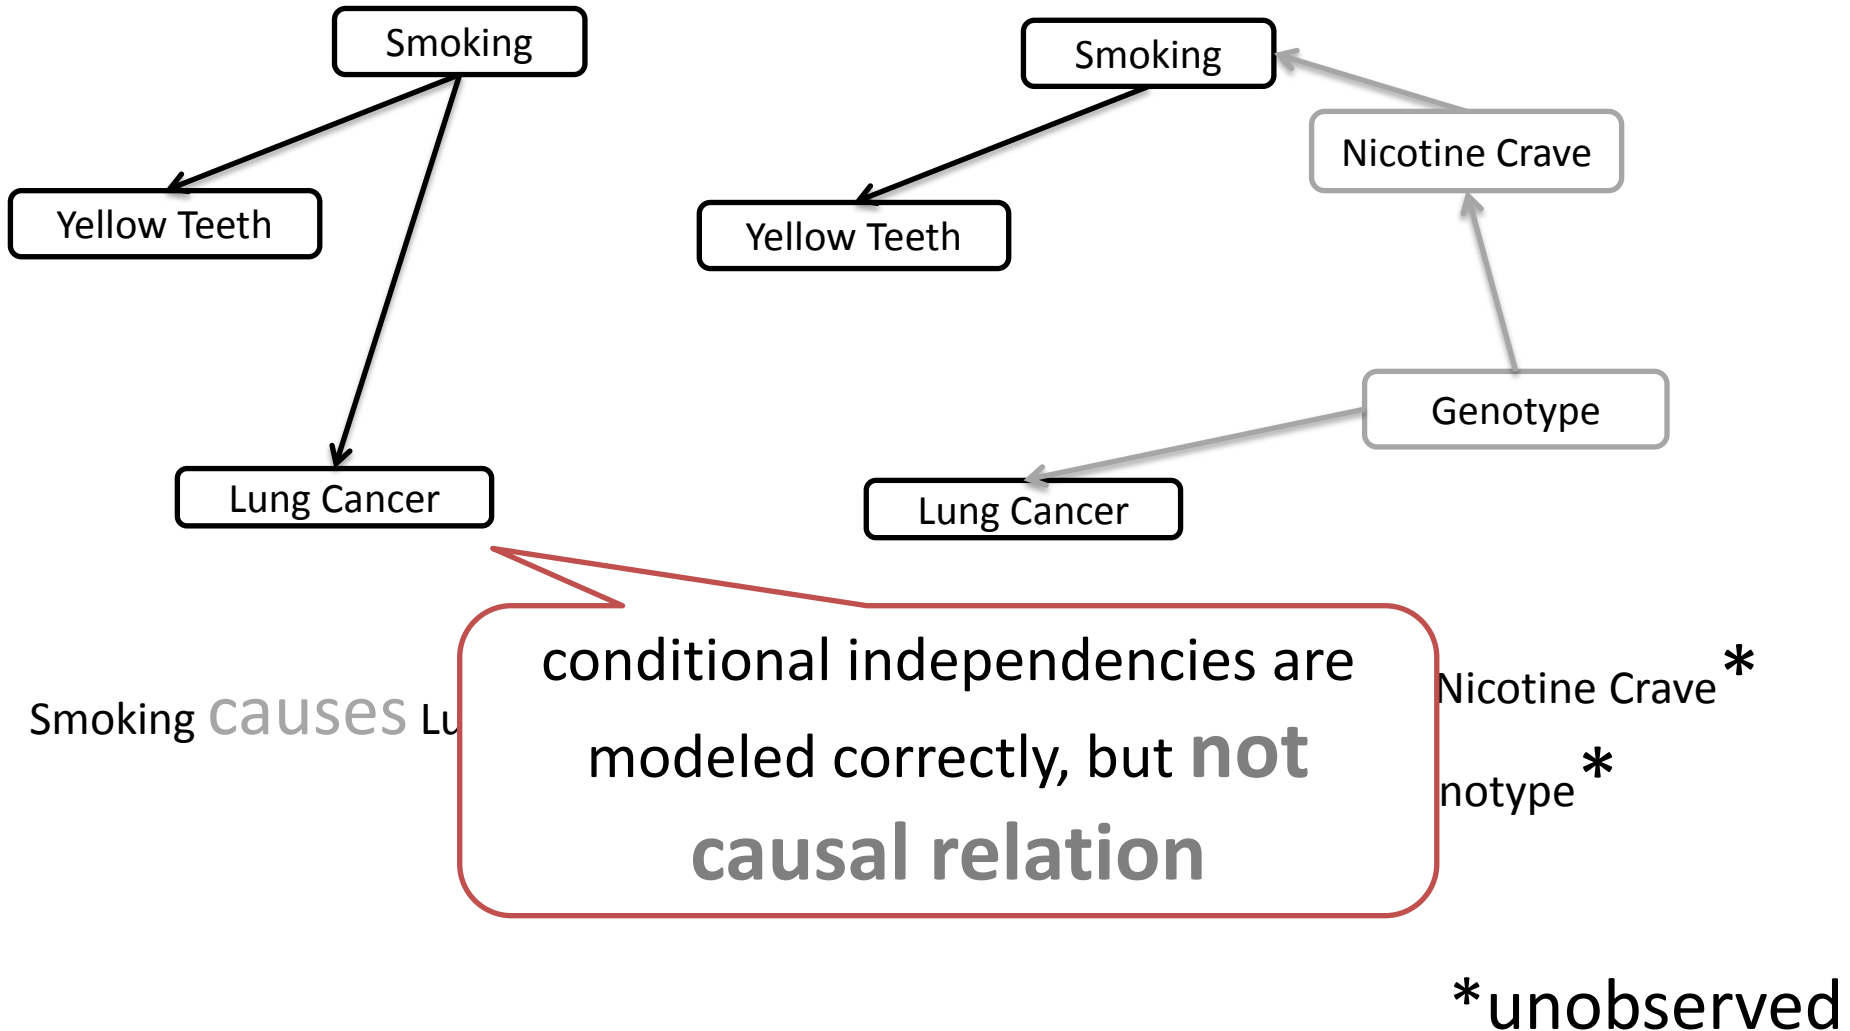 Smoking
Yellow Teeth
Lung Cancer
Smoking
Nicotine Crave
Yellow Teeth
Genotype
Lung Cancer
conditional independencies are
modeled correctly, but not
causal relation
Smoking causes Lu
Nicotine Crave*
notype*
*unobserved